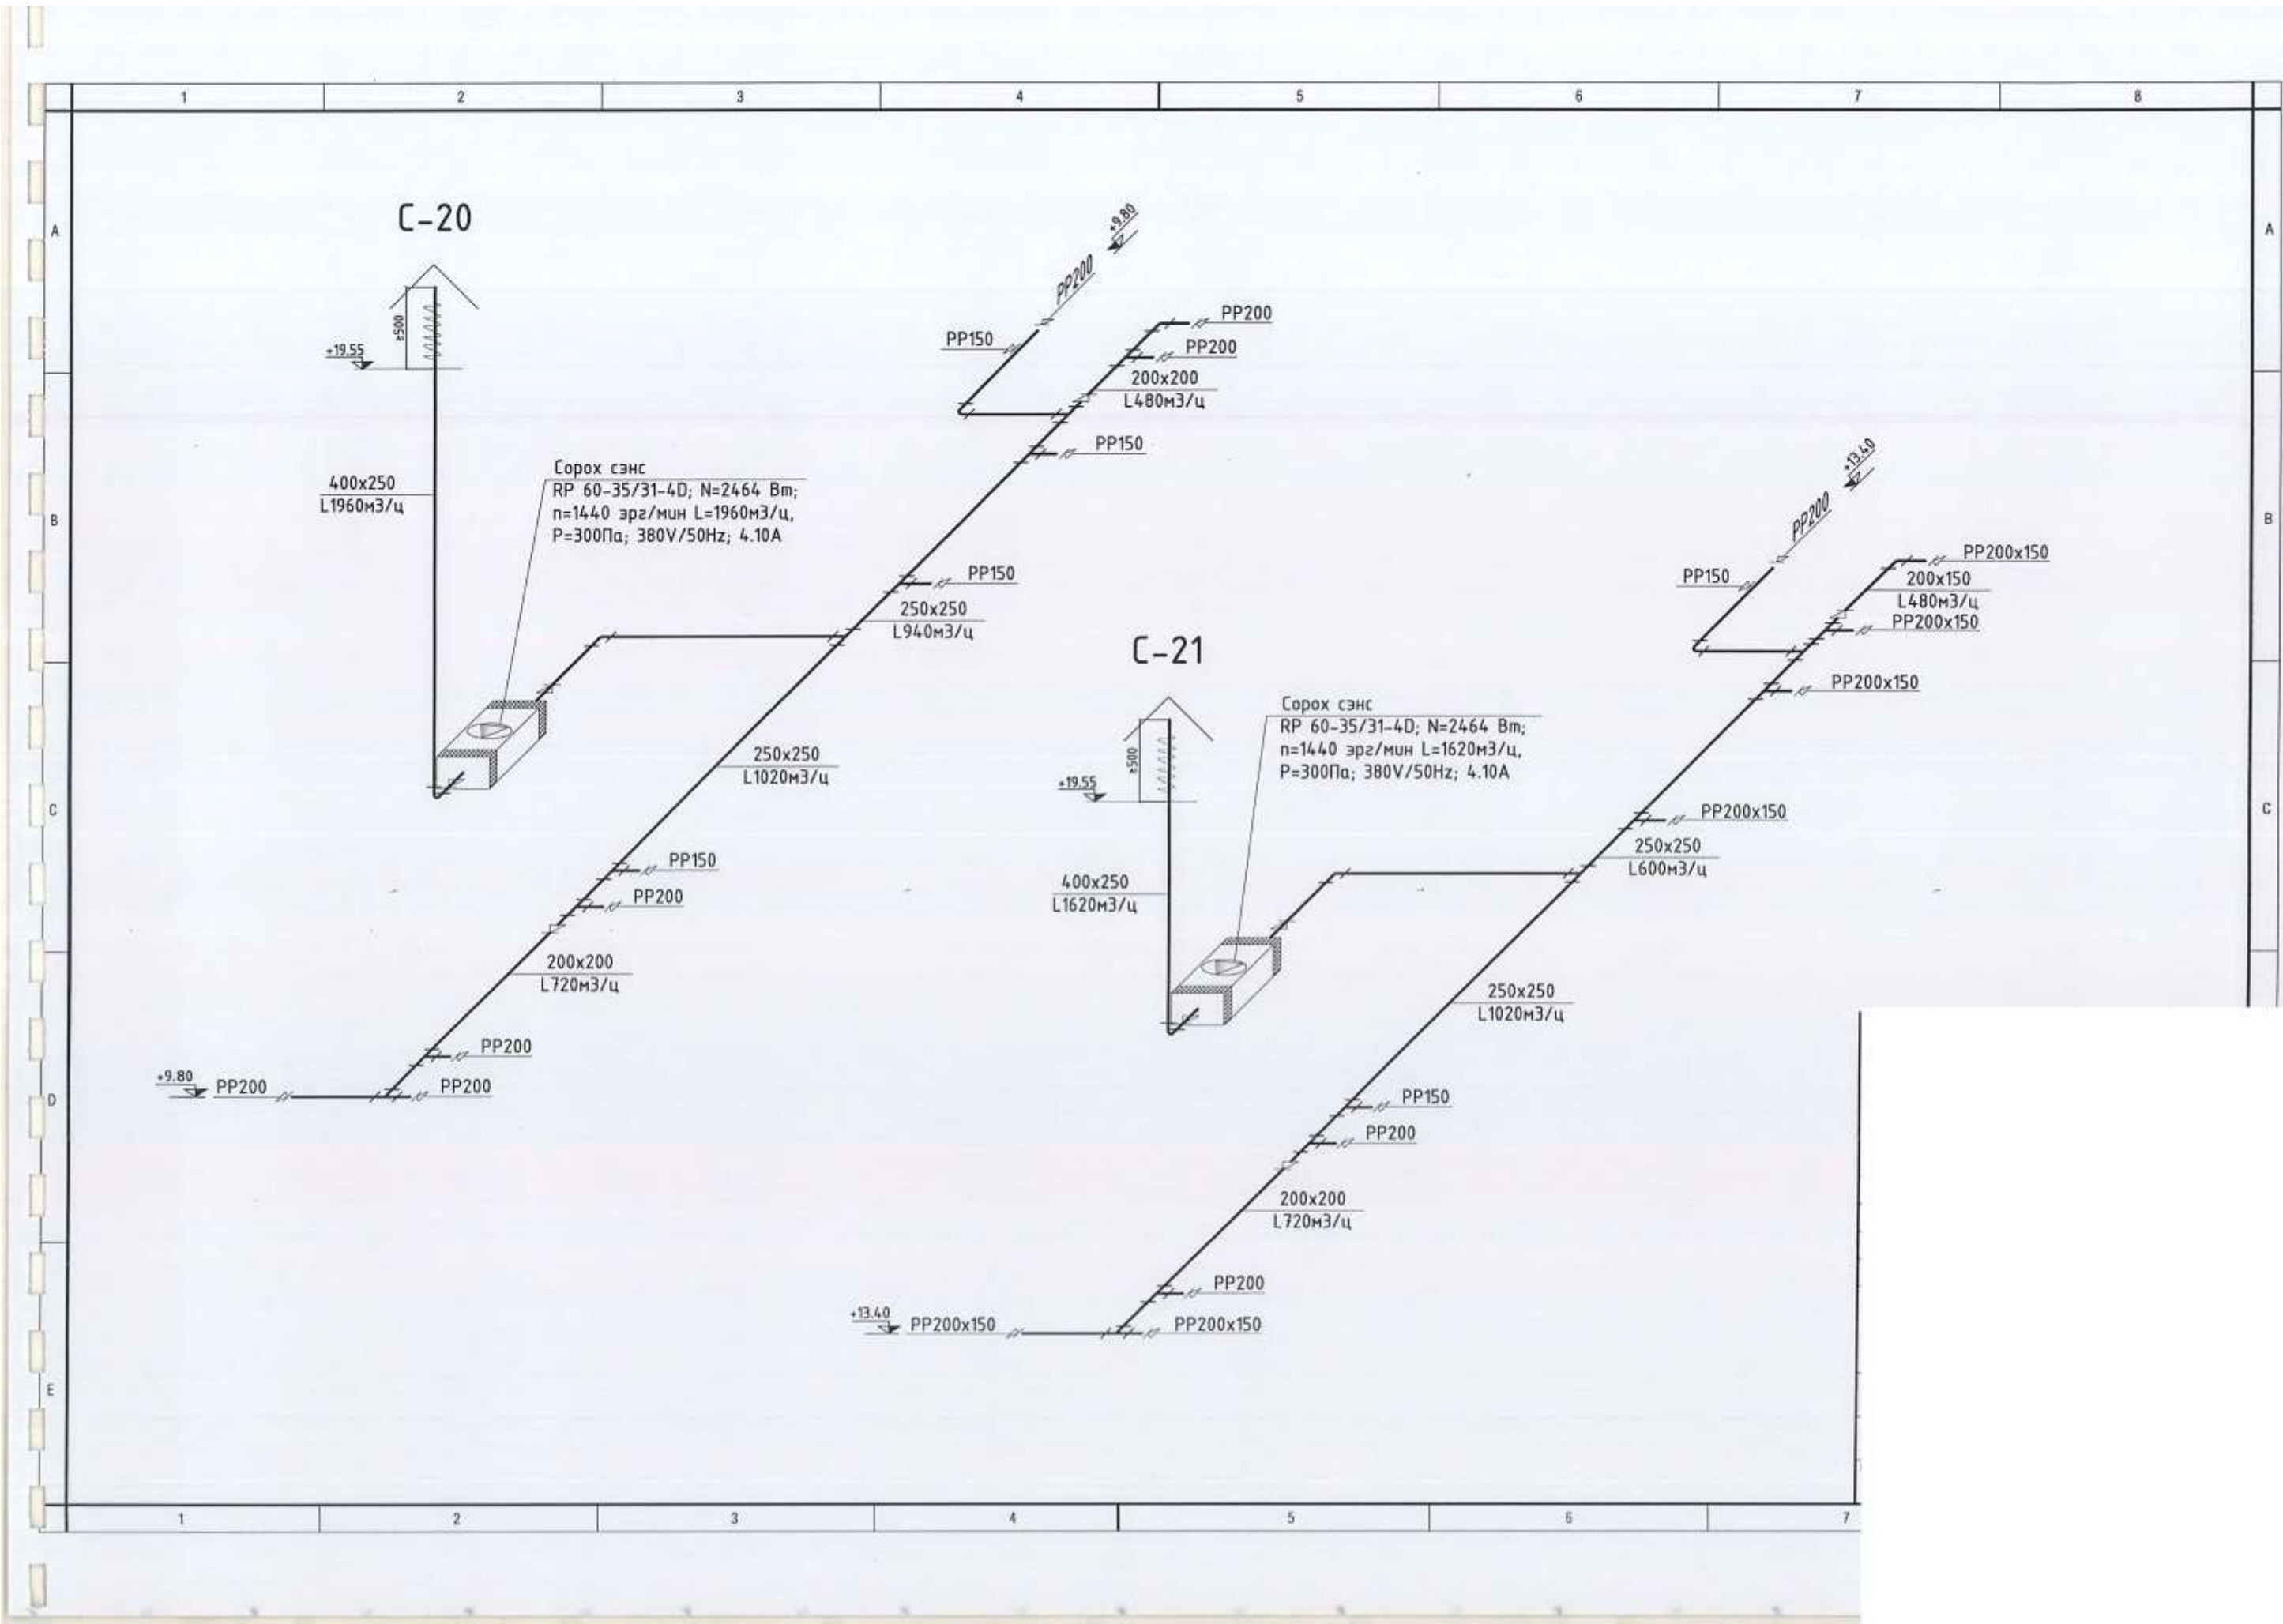 1 2 3 4 5 6 7 8
A
A
C-20
+9.80
PP200
≥500
+19.55
PP150
PP200
PP200
200x200
L480м3/ц
PP150
Сорох сэнс
RP 60-35/31-4D; N=2464 Вт;
n=1440 эрг/мин L=1960м3/ц,
P=300Па; 380V/50Hz; 4.10A
400x250
L1960м3/ц
B
B
PP150
250x250
L940м3/ц
250x250
L1020м3/ц
C
C
PP150
PP200
200x200
L720м3/ц
PP200
+9.80
PP200
PP200
D
C-21
+13.40
PP200
PP150
PP200x150
200x150
L480м3/ц
PP200x150
PP200x150
Сорох сэнс
RP 60-35/31-4D; N=2464 Вт;
n=1440 эрг/мин L=1620м3/ц,
P=300Па; 380V/50Hz; 4.10A
≥500
+19.55
PP200x150
250x250
L600м3/ц
400x250
L1620м3/ц
250x250
L1020м3/ц
PP150
PP200
200x200
L720м3/ц
PP200
+13.40
PP200x150
PP200x150
E
1 2 3 4 5 6 7